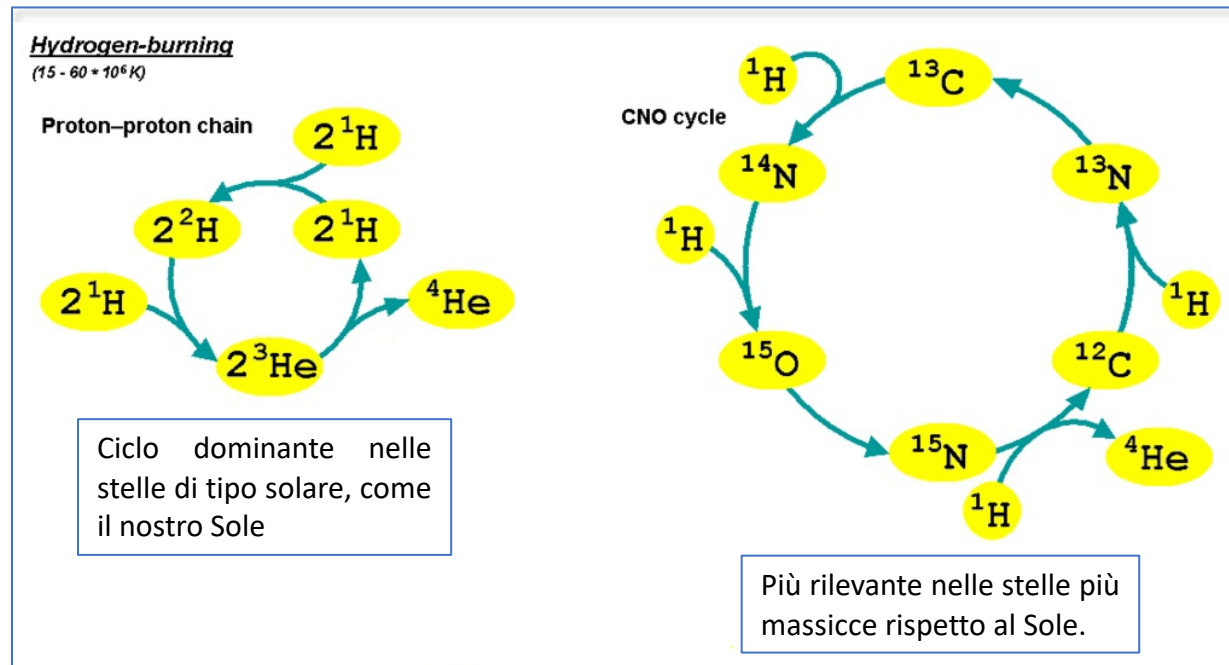 Hydrogen-burning
(15 - 60 * 10⁶ K)
Proton–proton chain
2¹H
2²H
2¹H
2¹H
⁴He
2³He
Ciclo dominante nelle
stelle di tipo solare, come
il nostro Sole
CNO cycle
¹H
¹³C
¹⁴N
¹³N
¹H
¹H
¹⁵O
¹²C
¹⁵N
⁴He
¹H
Più rilevante nelle stelle più
massicce rispetto al Sole.